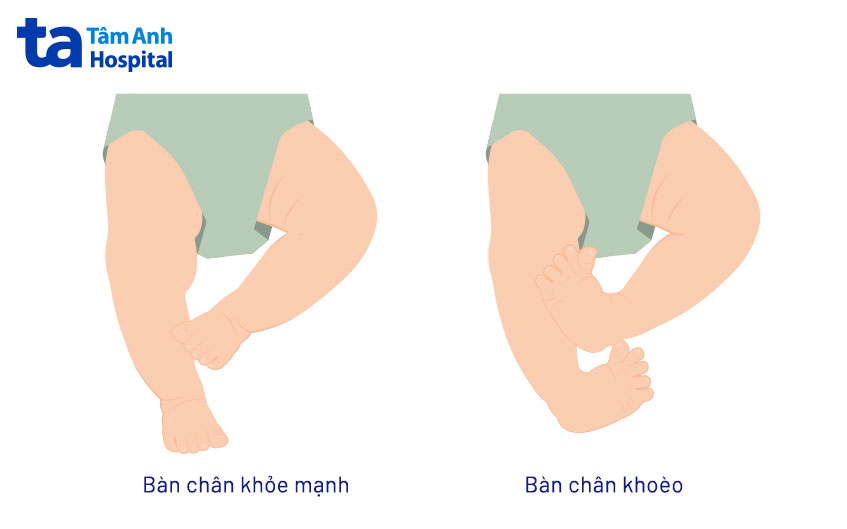 ta Tâm Anh
Hospital
Bàn chân khỏe mạnh
Bàn chân khoèo